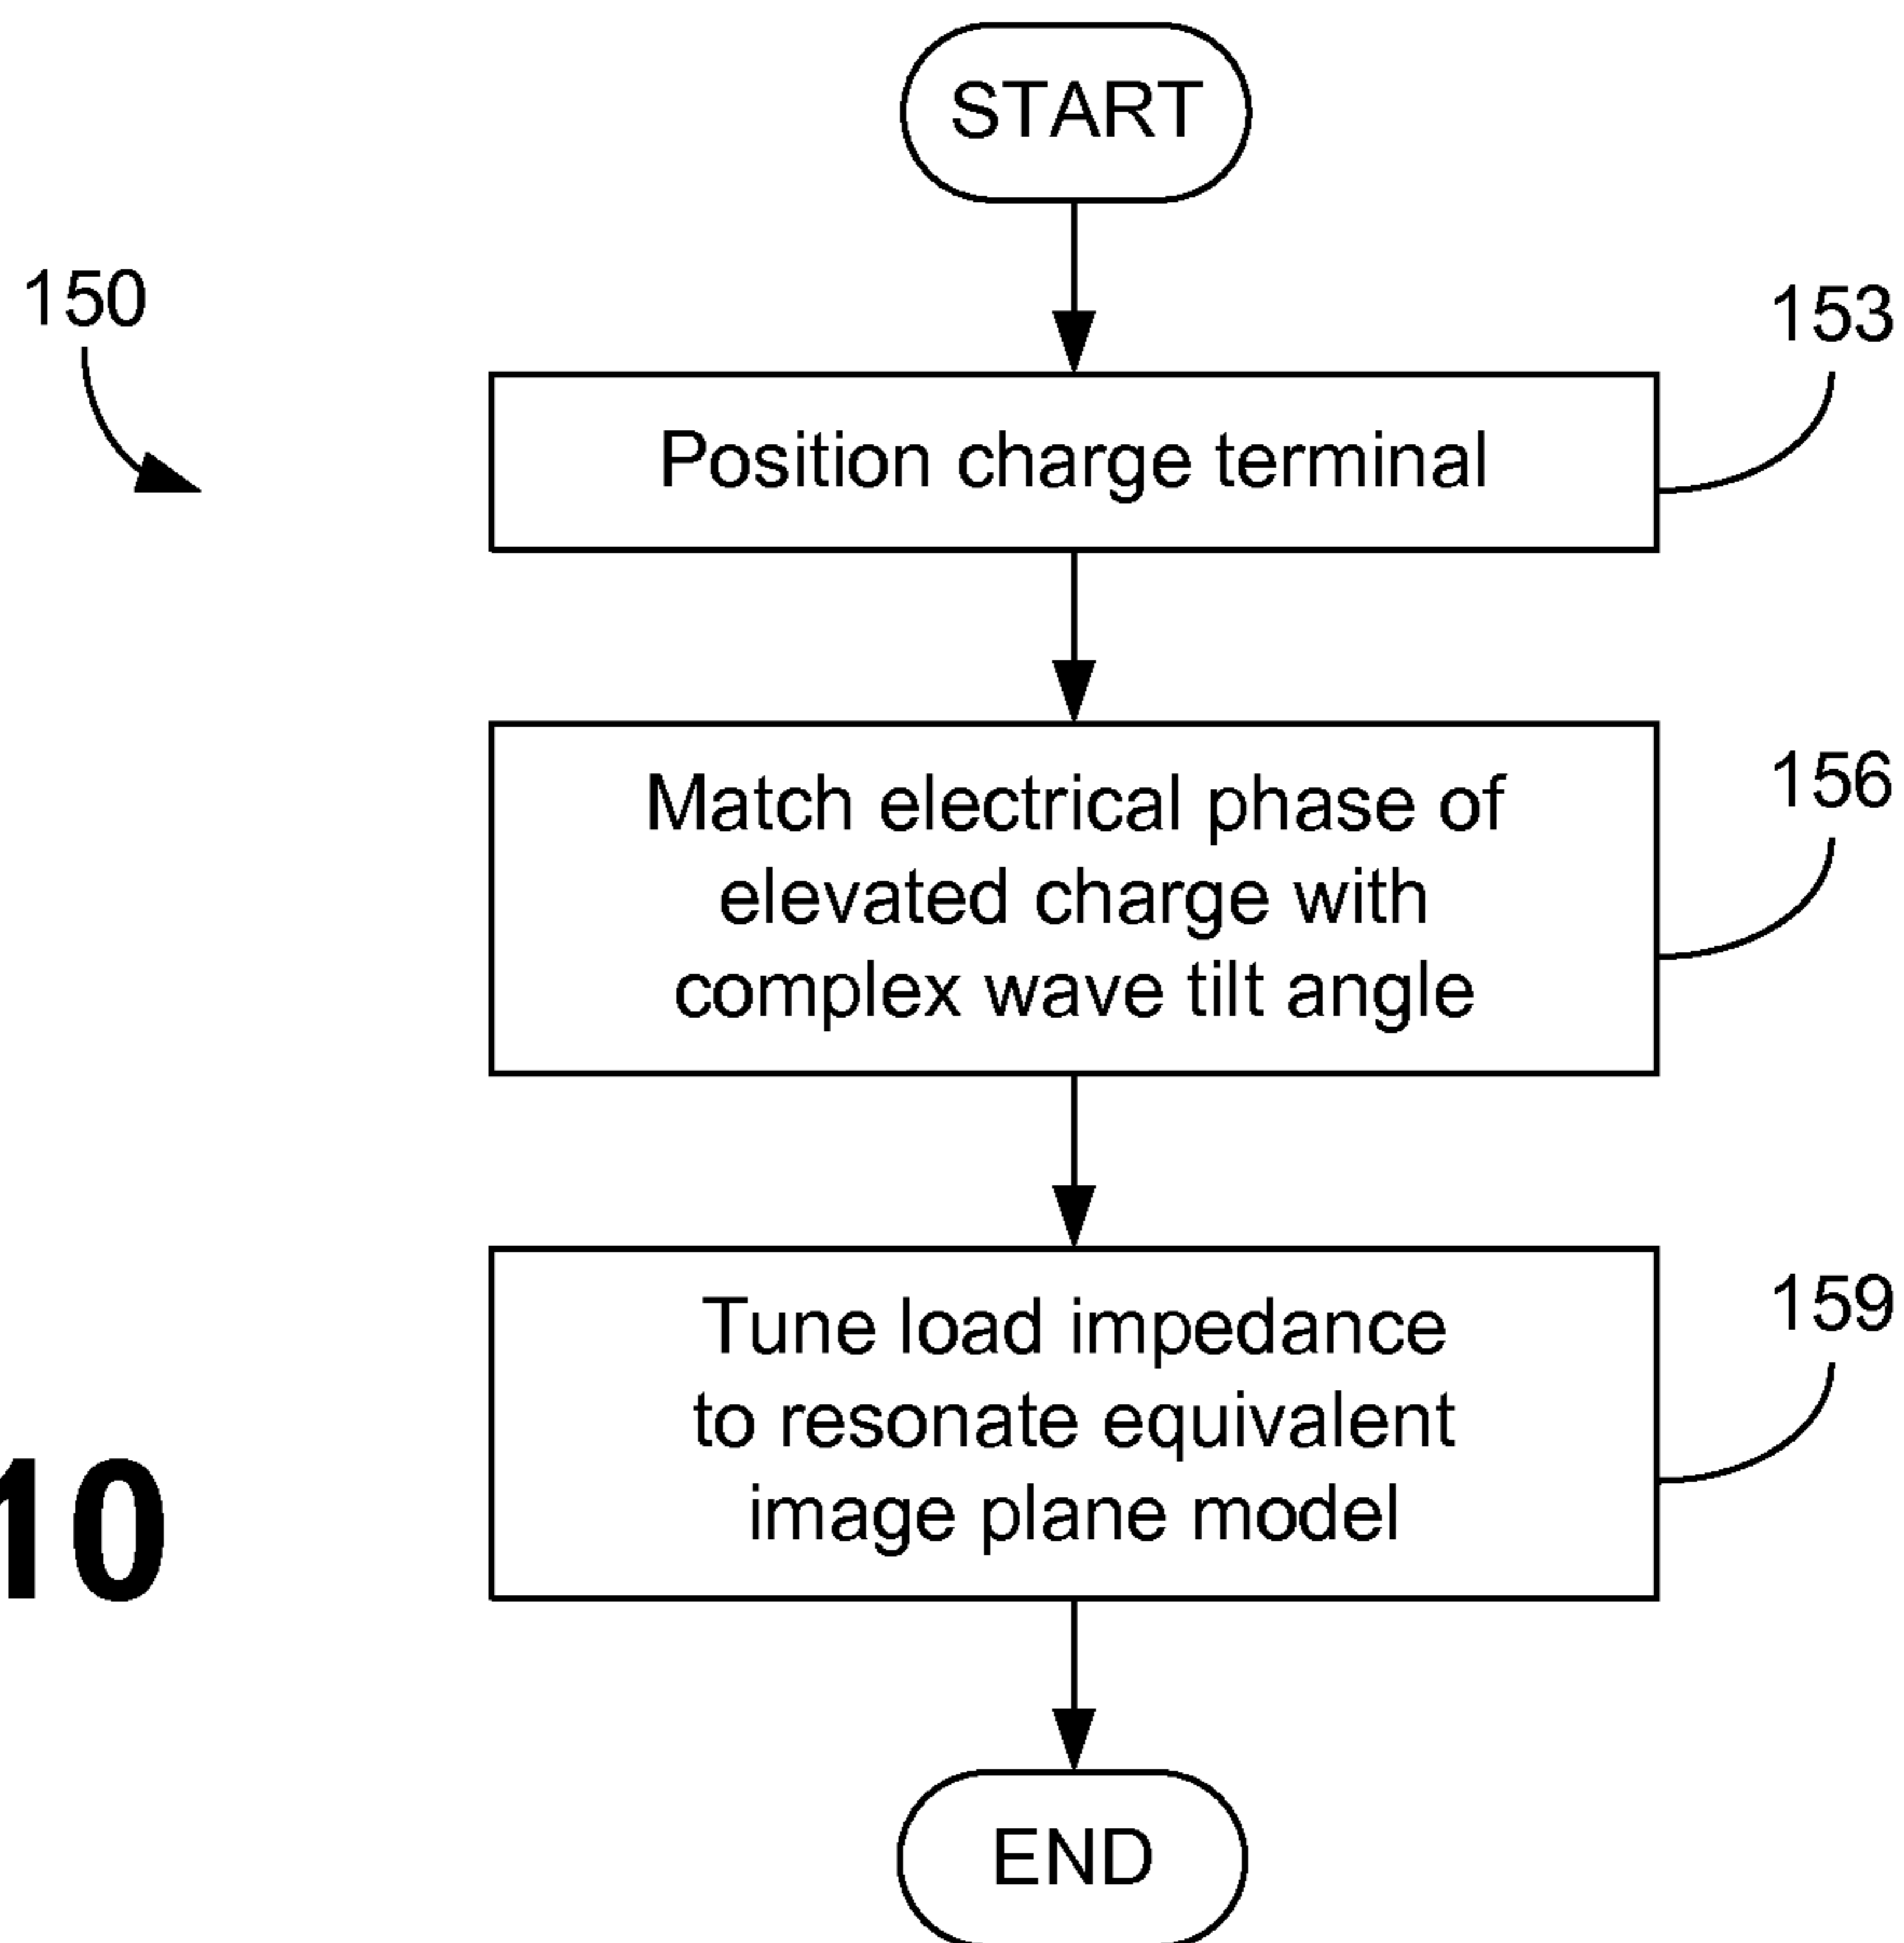 START
150
153
Position charge terminal
156
Match electrical phase of
elevated charge with
complex wave tilt angle
159
Tune load impedance
to resonate equivalent
image plane model
10
END